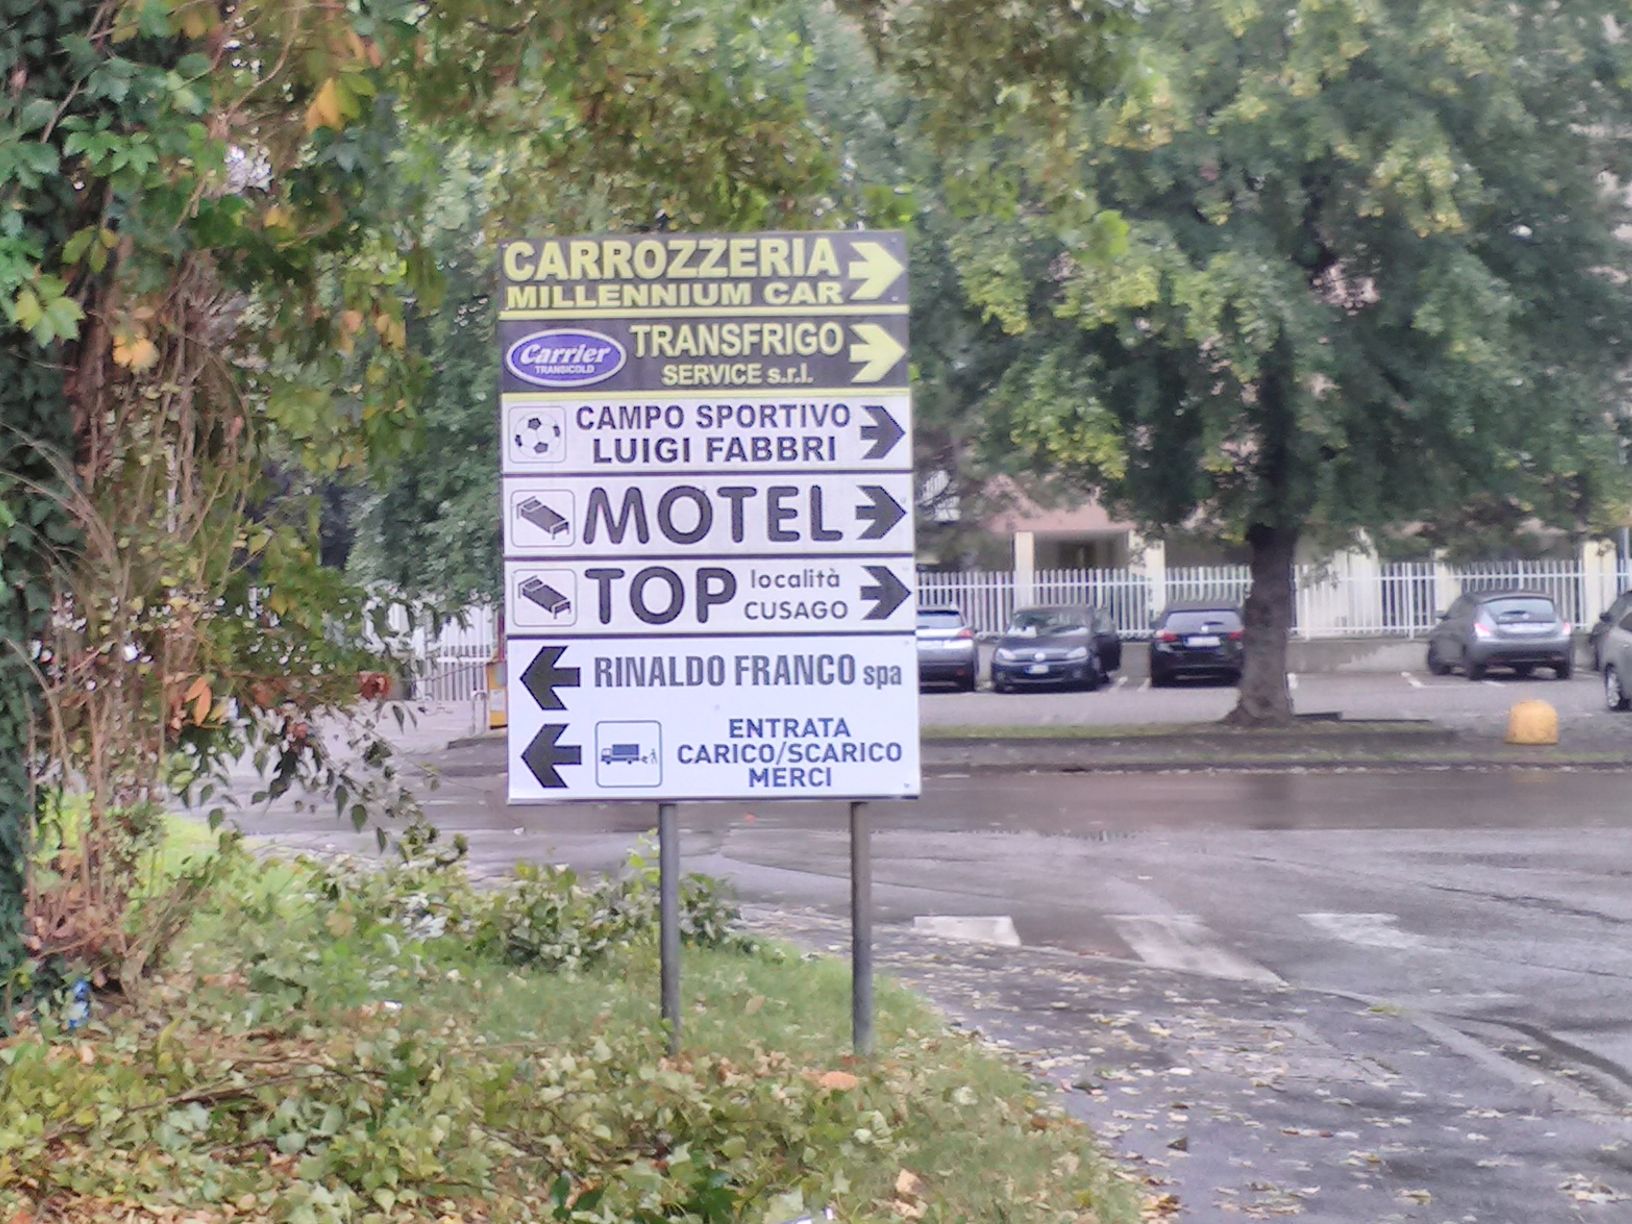 CARROZZERIA
MILLENNIUM CAR
Carrier
TRANSICOLD
TRANSFRIGO
SERVICE s.r.l.
CAMPO SPORTIVO
LUIGI FABBRI
MOTEL
TOP
località
CUSAGO
RINALDO FRANCO spa
ENTRATA
CARICO/SCARICO
MERCI